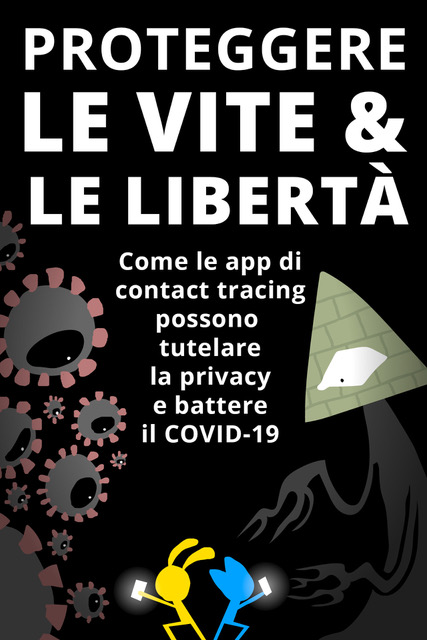 PROTEGGERE
LE VITE &
LE LIBERTÀ
Come le app di
contact tracing
possono
tutelare
la privacy
e battere
il COVID-19